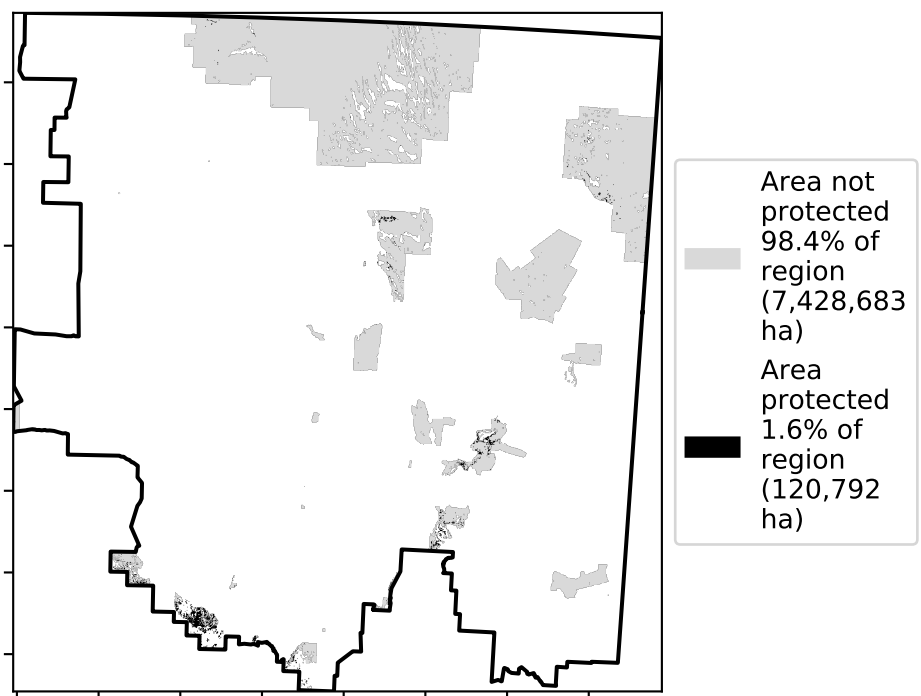 Area not
protected
98.4% of
region
(7,428,683
ha)
Area
protected
1.6% of
region
(120,792
ha)